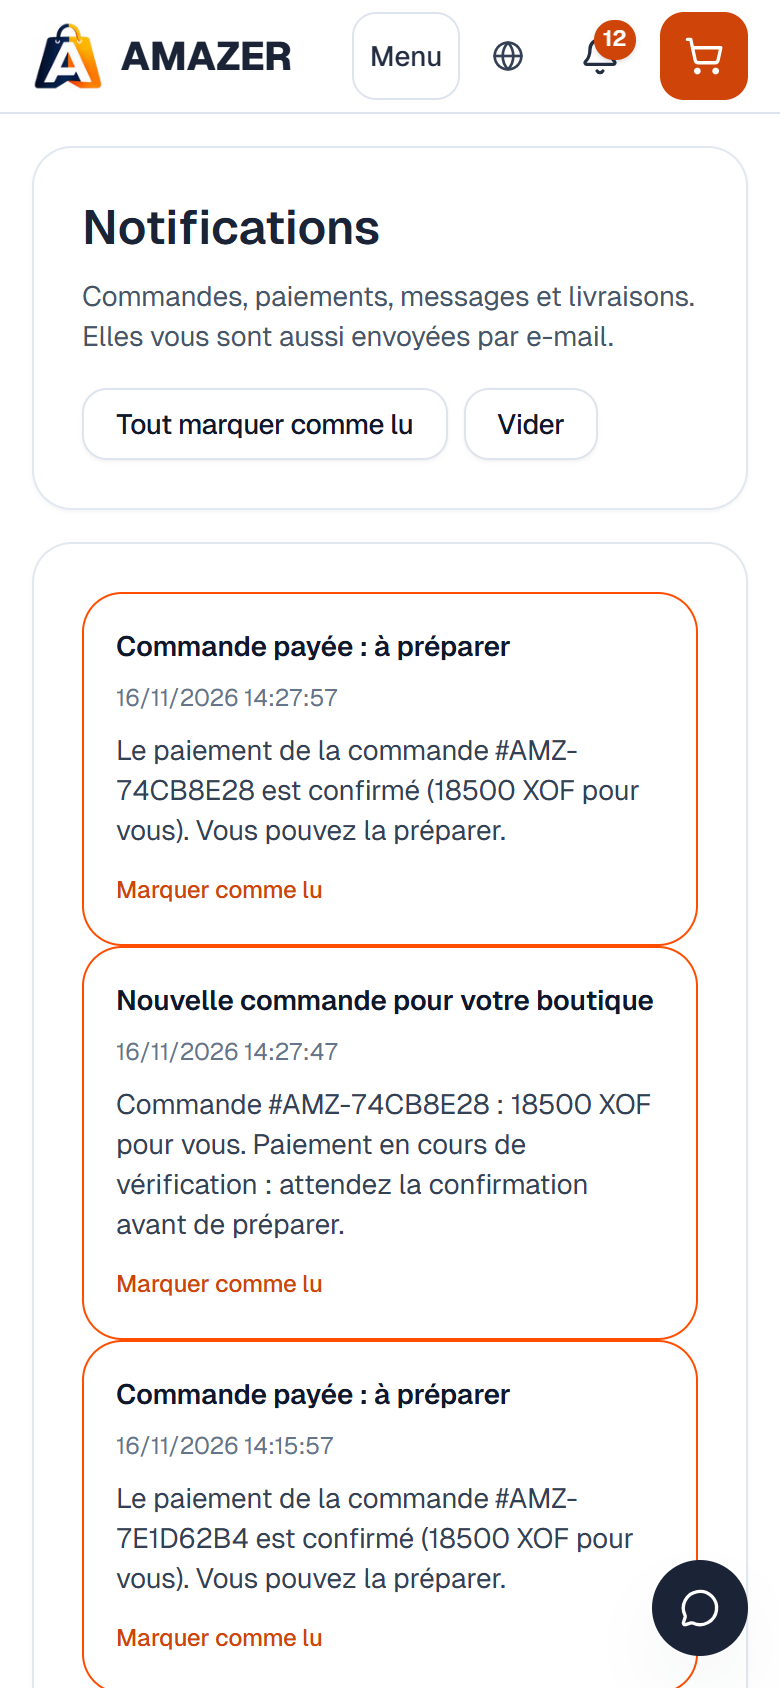 AMAZER
Menu
12
Notifications
Commandes, paiements, messages et livraisons.
Elles vous sont aussi envoyées par e-mail.
Tout marquer comme lu
Vider
Commande payée : à préparer
16/11/2026 14:27:57
Le paiement de la commande #AMZ-
74CB8E28 est confirmé (18500 XOF pour
vous). Vous pouvez la préparer.
Marquer comme lu
Nouvelle commande pour votre boutique
16/11/2026 14:27:47
Commande #AMZ-74CB8E28 : 18500 XOF
pour vous. Paiement en cours de
vérification : attendez la confirmation
avant de préparer.
Marquer comme lu
Commande payée : à préparer
16/11/2026 14:15:57
Le paiement de la commande #AMZ-
7E1D62B4 est confirmé (18500 XOF pour
vous). Vous pouvez la préparer.
Marquer comme lu